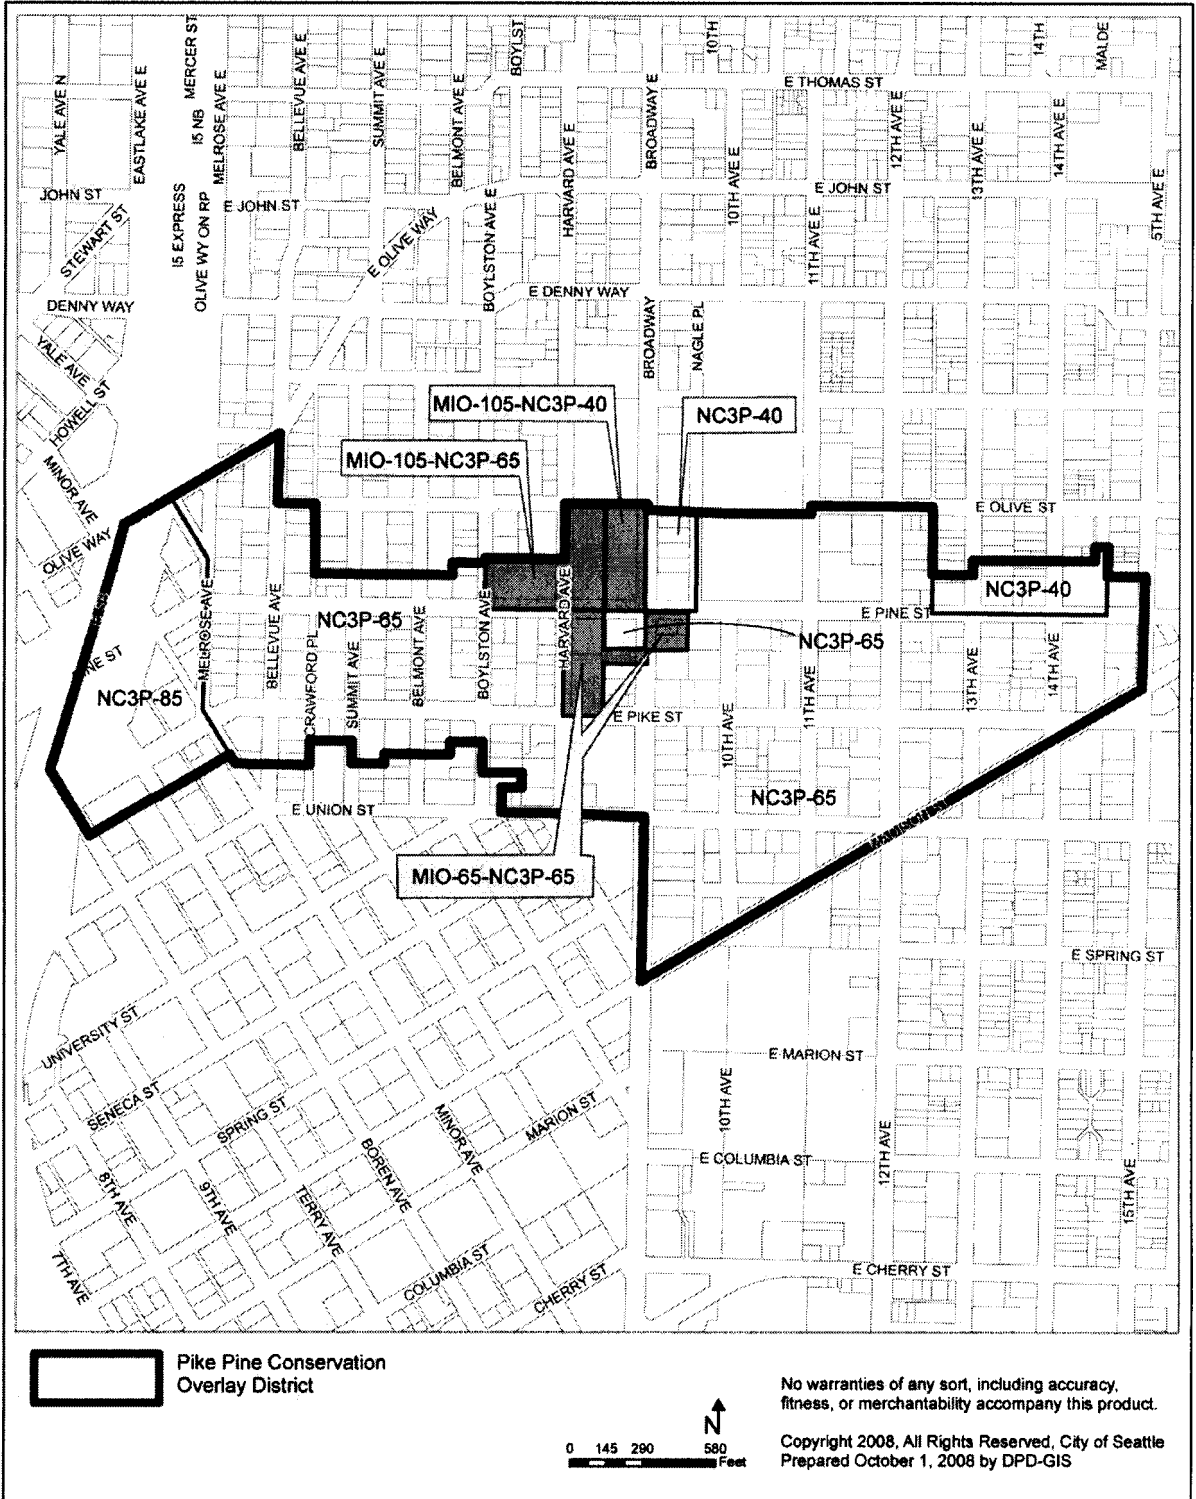 YALE AVE N
EASTLAKE AVE E
MERCER ST
I5 NB
MELROSE AVE E
BELLEVUE AVE E
SUMMIT AVE E
BELMONT AVE E
BOYLST
HARVARD AVE E
BROADWAY E
10TH
E THOMAS ST
14TH
MALDE
10TH AVE E
12TH AVE E
13TH AVE E
14TH AVE E
JOHN ST
STEWART ST
I5 EXPRESS
OLIVE WY ON RP
E JOHN ST
E OLIVE WAY
BOYLSTON AVE E
E JOHN ST
11TH AVE E
5TH AVE E
DENNY WAY
E DENNY WAY
YALE AVE
HOWELL ST
BROADWAY
NAGLE PL
MIO-105-NC3P-40
NC3P-40
MIO-105-NC3P-65
MINOR AVE
OLIVE WAY
E OLIVE ST
NC3P-40
MELROSE AVE
BELLEVUE AVE
NC3P-65
CRAWFORD PL
SUMMIT AVE
BELMONT AVE
BOYLSTON AVE
HARVARD AVE
E PINE ST
NC3P-65
NC3P-85
E PIKE ST
10TH AVE
11TH AVE
13TH AVE
14TH AVE
NC3P-65
E UNION ST
MIO-65-NC3P-65
E SPRING ST
UNIVERSITY ST
SENECA ST
SPRING ST
MARION ST
E MARION ST
MINOR AVE
BOREN AVE
10TH AVE
E COLUMBIA ST
12TH AVE
15TH AVE
8TH AVE
9TH AVE
TERRY AVE
7TH AVE
COLUMBIA ST
CHERRY ST
E CHERRY ST
Pike Pine Conservation
Overlay District
N
0 145 290 580
Feet
No warranties of any sort, including accuracy,
fitness, or merchantability accompany this product.
Copyright 2008, All Rights Reserved, City of Seattle
Prepared October 1, 2008 by DPD-GIS